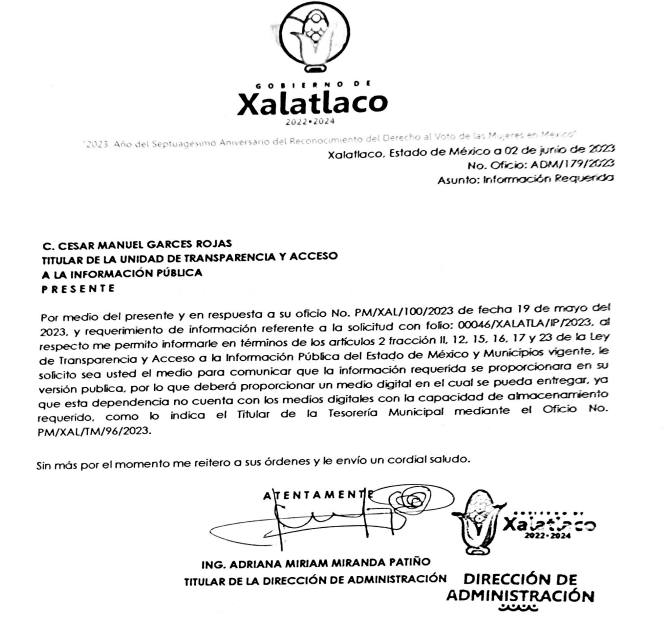 GOBIERNO DE
Xalatlaco
2022•2024
"2023. Año del Septuagésimo Aniversario del Reconocimiento del Derecho al Voto de las Mujeres en México"
Xalatlaco, Estado de México a 02 de junio de 2023
No. Oficio: ADM/179/2023
Asunto: Información Requerida
C. CESAR MANUEL GARCES ROJAS
TITULAR DE LA UNIDAD DE TRANSPARENCIA Y ACCESO
A LA INFORMACIÓN PÚBLICA
P R E S E N T E
Por medio del presente y en respuesta a su oficio No. PM/XAL/100/2023 de fecha 19 de mayo del
2023, y requerimiento de información referente a la solicitud con folio: 00046/XALATLA/IP/2023, al
respecto me permito informarle en términos de los artículos 2 fracción II, 12, 15, 16, 17 y 23 de la Ley
de Transparencia y Acceso a la Información Pública del Estado de México y Municipios vigente, le
solicito sea usted el medio para comunicar que la información requerida se proporcionara en su
versión publica, por lo que deberá proporcionar un medio digital en el cual se pueda entregar, ya
que esta dependencia no cuenta con los medios digitales con la capacidad de almacenamiento
requerido, como lo indica el Titular de la Tesorería Municipal mediante el Oficio No.
PM/XAL/TM/96/2023.
Sin más por el momento me reitero a sus órdenes y le envío un cordial saludo.
A T E N T A M E N T E
ING. ADRIANA MIRIAM MIRANDA PATIÑO
TITULAR DE LA DIRECCIÓN DE ADMINISTRACIÓN
GOBIERNO DE
Xalatlaco
2022•2024
DIRECCIÓN DE
ADMINISTRACIÓN